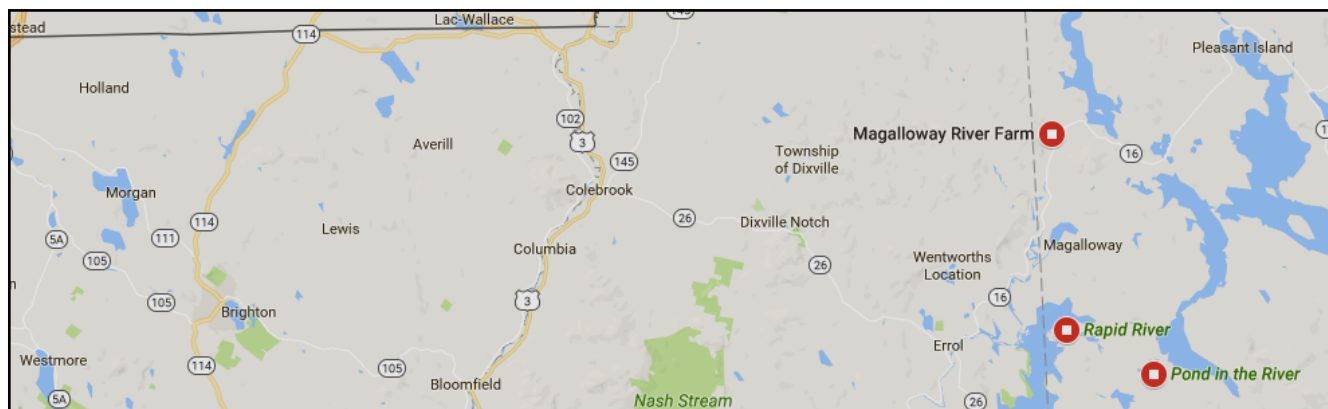 stead
114
Lac-Wallace
145
Pleasant Island
Holland
102
3
Averill
145
Township
of Dixville
Magalloway River Farm
16
Morgan
Colebrook
114
26
Dixville Notch
5A
111
Lewis
105
Columbia
Wentworths
Location
Magalloway
26
105
3
16
Brighton
Rapid River
Errol
Westmore
114
105
Bloomfield
Pond in the River
5A
Nash Stream
26